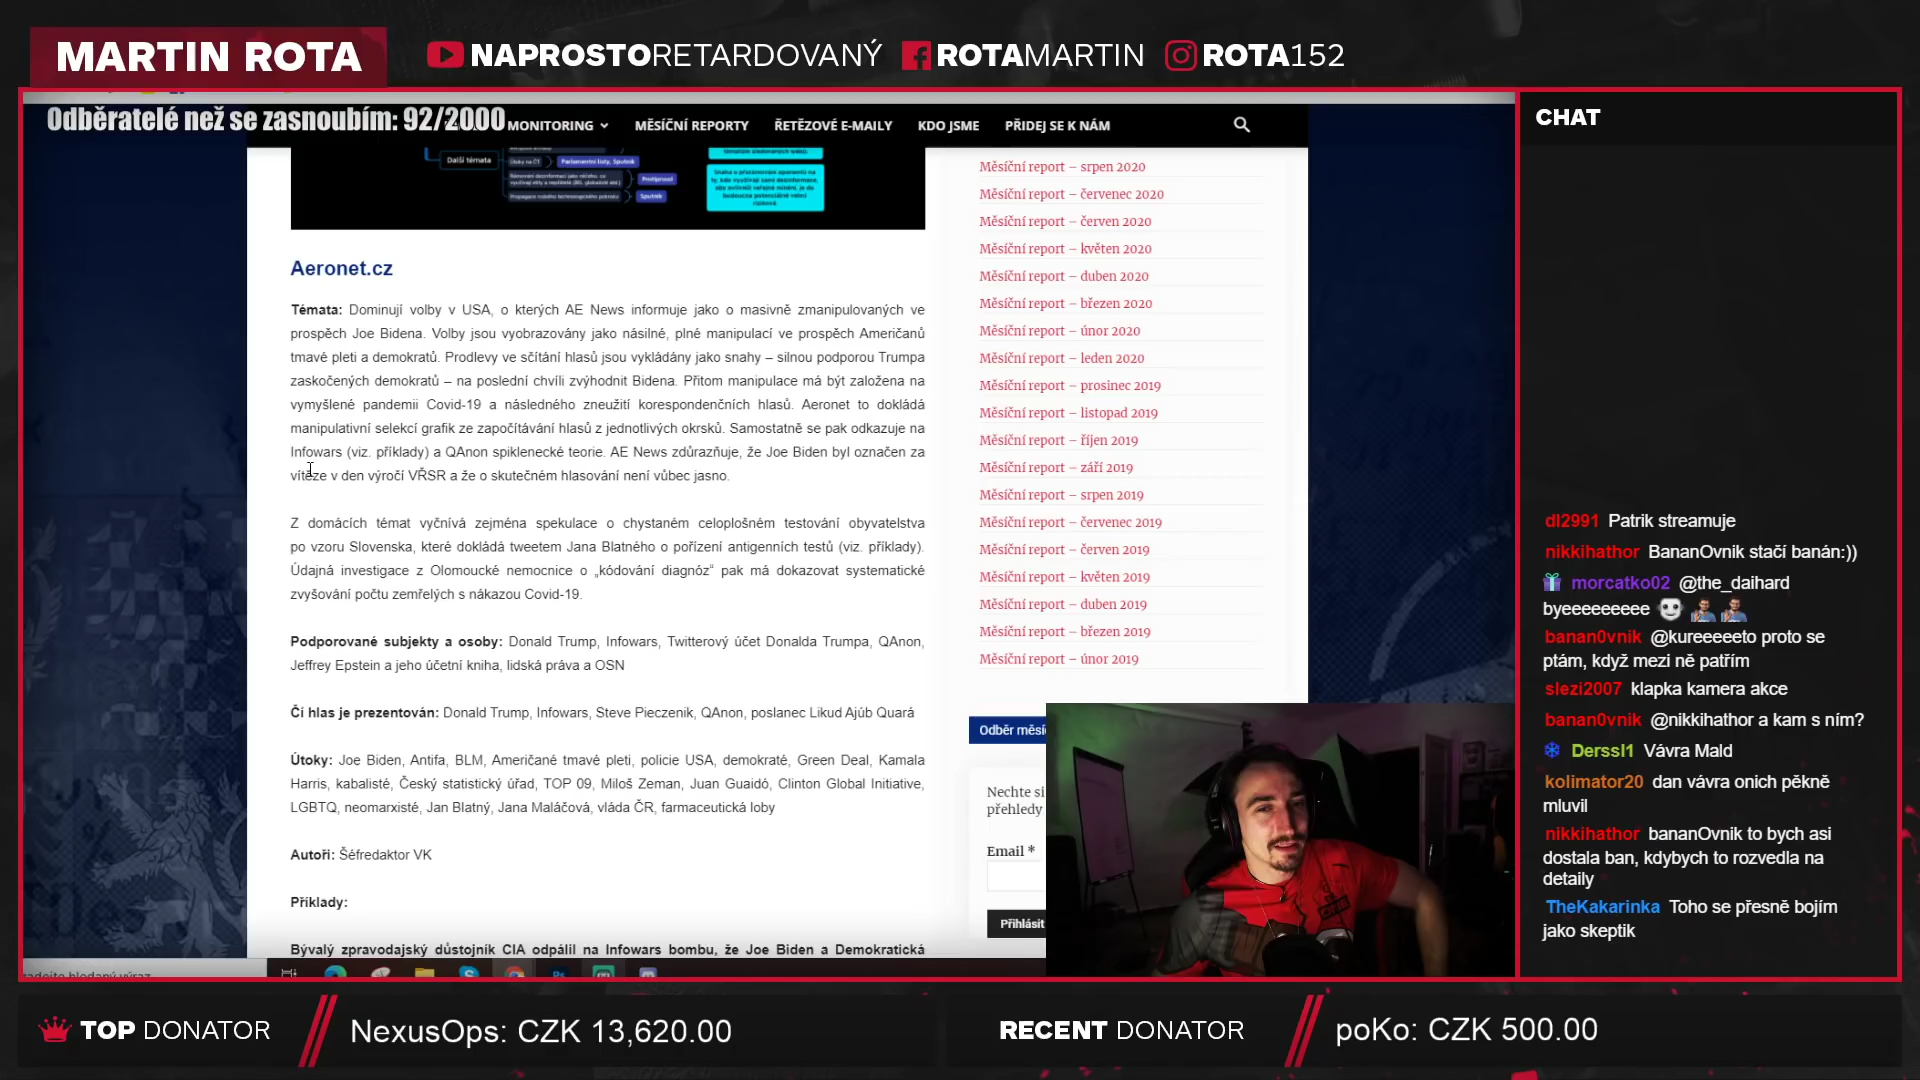 MARTIN ROTA
NAPROSTORETARDOVANÝ
ROTAMARTIN
ROTA152
Odběratelé než se zasnoubím: 92/2000
MONITORING
MĚSÍČNÍ REPORTY
ŘETĚZOVÉ E-MAILY
KDO JSME
PŘIDEJ SE K NÁM
Další témata
Útoky na ČT
Parlamentní listy, Sputnik
Protiproud
Sputnik
Aeronet.cz
Témata: Dominují volby v USA, o kterých AE News informuje jako o masivně zmanipulovaných ve
prospěch Joe Bidena. Volby jsou vyobrazovány jako násilné, plné manipulací ve prospěch Američanů
tmavé pleti a demokratů. Prodlevy ve sčítání hlasů jsou vykládány jako snahy – silnou podporou Trumpa
zaskočených demokratů – na poslední chvíli zvýhodnit Bidena. Přitom manipulace má být založena na
vymyšlené pandemii Covid-19 a následného zneužití korespondenčních hlasů. Aeronet to dokládá
manipulativní selekcí grafik ze započítávání hlasů z jednotlivých okrsků. Samostatně se pak odkazuje na
Infowars (viz. příklady) a QAnon spiklenecké teorie. AE News zdůrazňuje, že Joe Biden byl označen za
vítěze v den výročí VŘSR a že o skutečném hlasování není vůbec jasno.
Z domácích témat vyčnívá zejména spekulace o chystaném celoplošném testování obyvatelstva
po vzoru Slovenska, které dokládá tweetem Jana Blatného o pořízení antigenních testů (viz. příklady).
Údajná investigace z Olomoucké nemocnice o „kódování diagnóz“ pak má dokazovat systematické
zvyšování počtu zemřelých s nákazou Covid-19.
Podporované subjekty a osoby: Donald Trump, Infowars, Twitterový účet Donalda Trumpa, QAnon,
Jeffrey Epstein a jeho účetní kniha, lidská práva a OSN
Čí hlas je prezentován: Donald Trump, Infowars, Steve Pieczenik, QAnon, poslanec Likud Ajúb Quará
Útoky: Joe Biden, Antifa, BLM, Američané tmavé pleti, policie USA, demokraté, Green Deal, Kamala
Harris, kabalisté, Český statistický úřad, TOP 09, Miloš Zeman, Juan Guaidó, Clinton Global Initiative,
LGBTQ, neomarxisté, Jan Blatný, Jana Maláčová, vláda ČR, farmaceutická loby
Autoři: Šéfredaktor VK
Příklady:
Bývalý zpravodajský důstojník CIA odpálil na Infowars bombu, že Joe Biden a Demokratická
Měsíční report – srpen 2020
Měsíční report – červenec 2020
Měsíční report – červen 2020
Měsíční report – květen 2020
Měsíční report – duben 2020
Měsíční report – březen 2020
Měsíční report – únor 2020
Měsíční report – leden 2020
Měsíční report – prosinec 2019
Měsíční report – listopad 2019
Měsíční report – říjen 2019
Měsíční report – září 2019
Měsíční report – srpen 2019
Měsíční report – červenec 2019
Měsíční report – červen 2019
Měsíční report – květen 2019
Měsíční report – duben 2019
Měsíční report – březen 2019
Měsíční report – únor 2019
Odběr měsí
Nechte si
přehledy
Email *
Přihlásit
CHAT
dl2991 Patrik streamuje
nikkihathor BananOvnik stačí banán:))
morcatko02 @the_daihard
byeeeeeeeee
banan0vnik @kureeeeeto proto se
ptám, když mezi ně patřím
slezi2007 klapka kamera akce
banan0vnik @nikkihathor a kam s ním?
Derssl1 Vávra Mald
kolimator20 dan vávra onich pěkně
mluvil
nikkihathor bananOvnik to bych asi
dostala ban, kdybych to rozvedla na
detaily
TheKakarinka Toho se přesně bojím
jako skeptik
TOP DONATOR
NexusOps: CZK 13,620.00
RECENT DONATOR
poKo: CZK 500.00